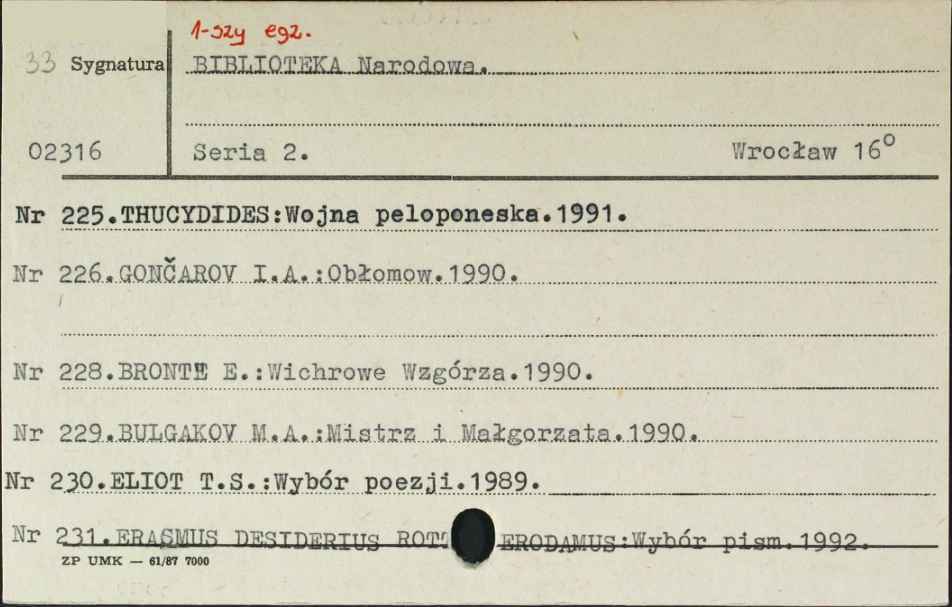 1-szy egz.
33 Sygnatura BIBLIOTEKA Narodowa.
02316 Seria 2. Wrocław 16°
Nr 225.THUCYDIDES:Wojna peloponeska.1991.
Nr 226.GONČAROV I.A.:Obłomow.1990.
Nr 228.BRONTE E.:Wichrowe Wzgórza.1990.
Nr 229.BULGAKOV M.A.:Mistrz i Małgorzata.1990.
Nr 230.ELIOT T.S.:Wybór poezji.1989.
Nr 231.ERASMUS DESIDERIUS ROTT ERODAMUS:Wybór pism.1992.
ZP UMK — 61/87 7000